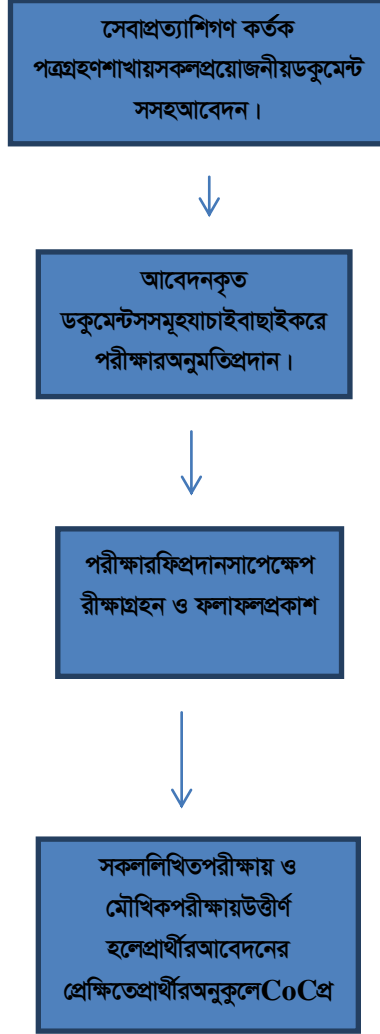 সেবাপ্রত্যাশিগণ কর্তক
পত্রগ্রহণশাখায়সকলপ্রয়োজনীয়ডকুমেন্ট
সসহআবেদন।
আবেদনকৃত
ডকুমেন্টসসমূহযাচাইবাছাইকরে
পরীক্ষারঅনুমতিপ্রদান।
পরীক্ষারফিপ্রদানসাপেক্ষেপ
রীক্ষাগ্রহন ও ফলাফলপ্রকাশ
সকললিখিতপরীক্ষায় ও
মৌখিকপরীক্ষায়উত্তীর্ণ
হলেপ্রার্থীরআবেদনের
প্রেক্ষিতেপ্রার্থীরঅনুকুলেCoCপ্র